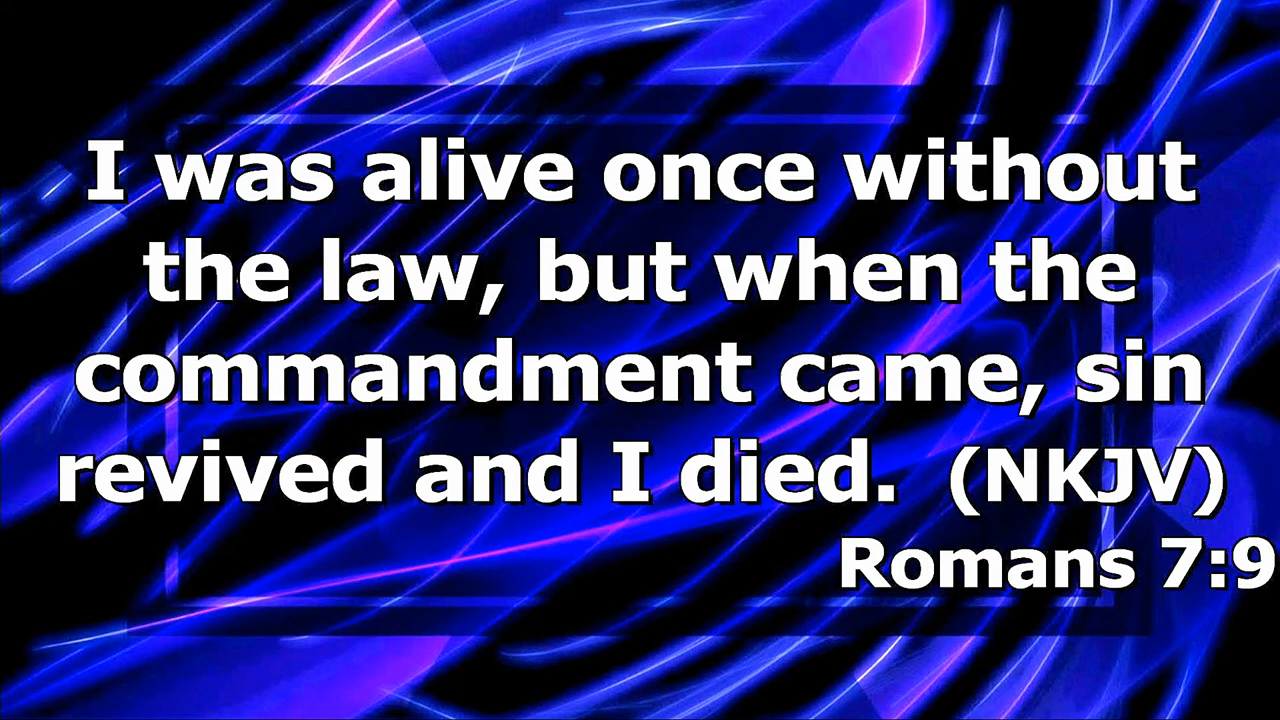 I was alive once without
the law, but when the
commandment came, sin
revived and I died.  (NKJV)
Romans 7:9